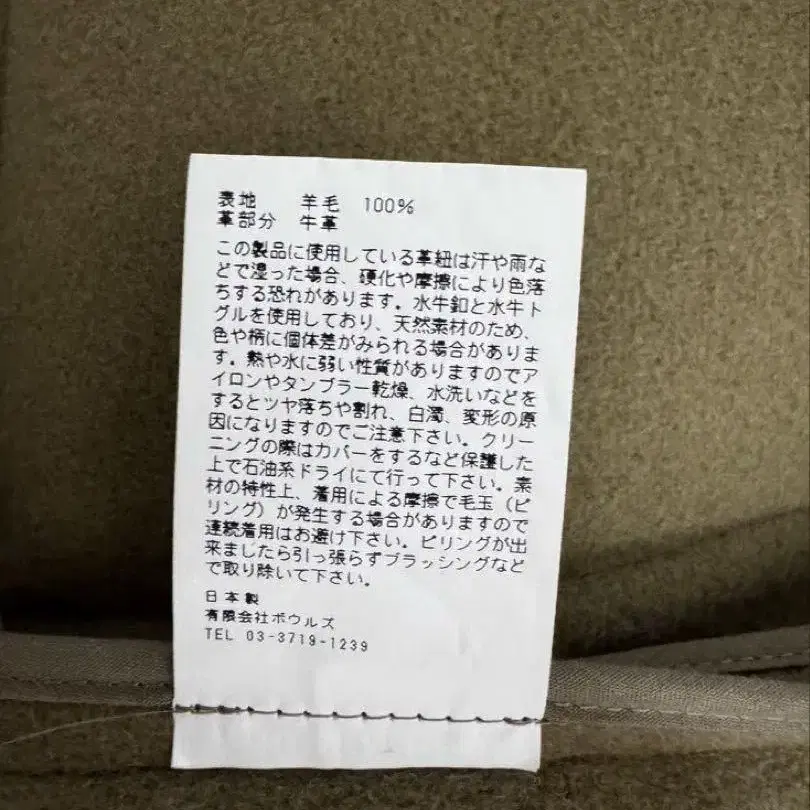 表地　　羊毛　100%
革部分　牛革
この製品に使用している革紐は汗や雨な
どで湿った場合、硬化や摩擦により色落
ちする恐れがあります。水牛釦と水牛ト
グルを使用しており、天然素材のため、
色や柄に個体差がみられる場合がありま
す。熱や水に弱い性質がありますのでア
イロンやタンブラー乾燥、水洗いなどを
するとツヤ落ちや割れ、白濁、変形の原
因になりますのでご注意下さい。クリー
ニングの際はカバーをするなど保護した
上で石油系ドライにて行って下さい。素
材の特性上、着用による摩擦で毛玉（ピ
リング）が発生する場合がありますので
連続着用はお避け下さい。ピリングが出
来ましたら引っ張らずブラッシングなど
で取り除いて下さい。
日本製
有限会社ボウルズ
TEL 03-3719-1239